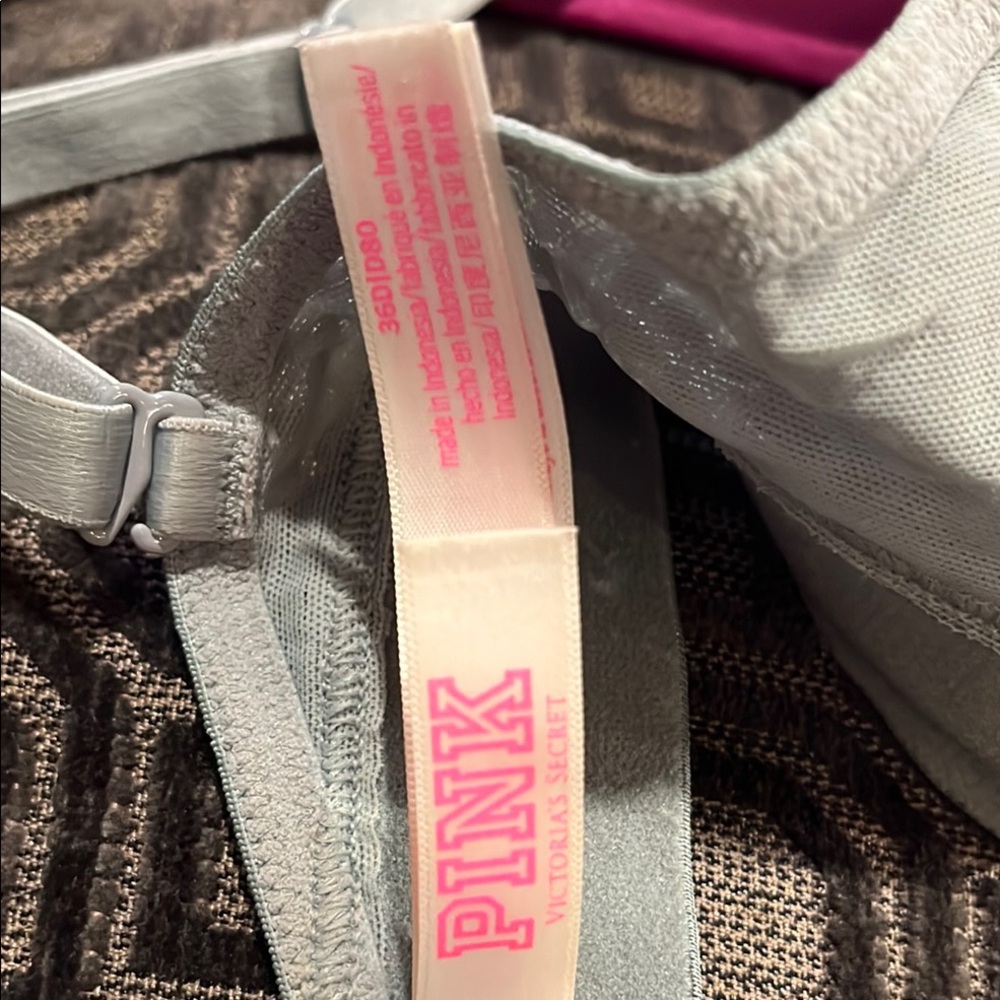 36D|D80
made in Indonesia/fabriqué en Indonésie/
hecho en Indonesia/fabbricato in
Indonesia/印度尼西亚制造
PINK
VICTORIA'S SECRET